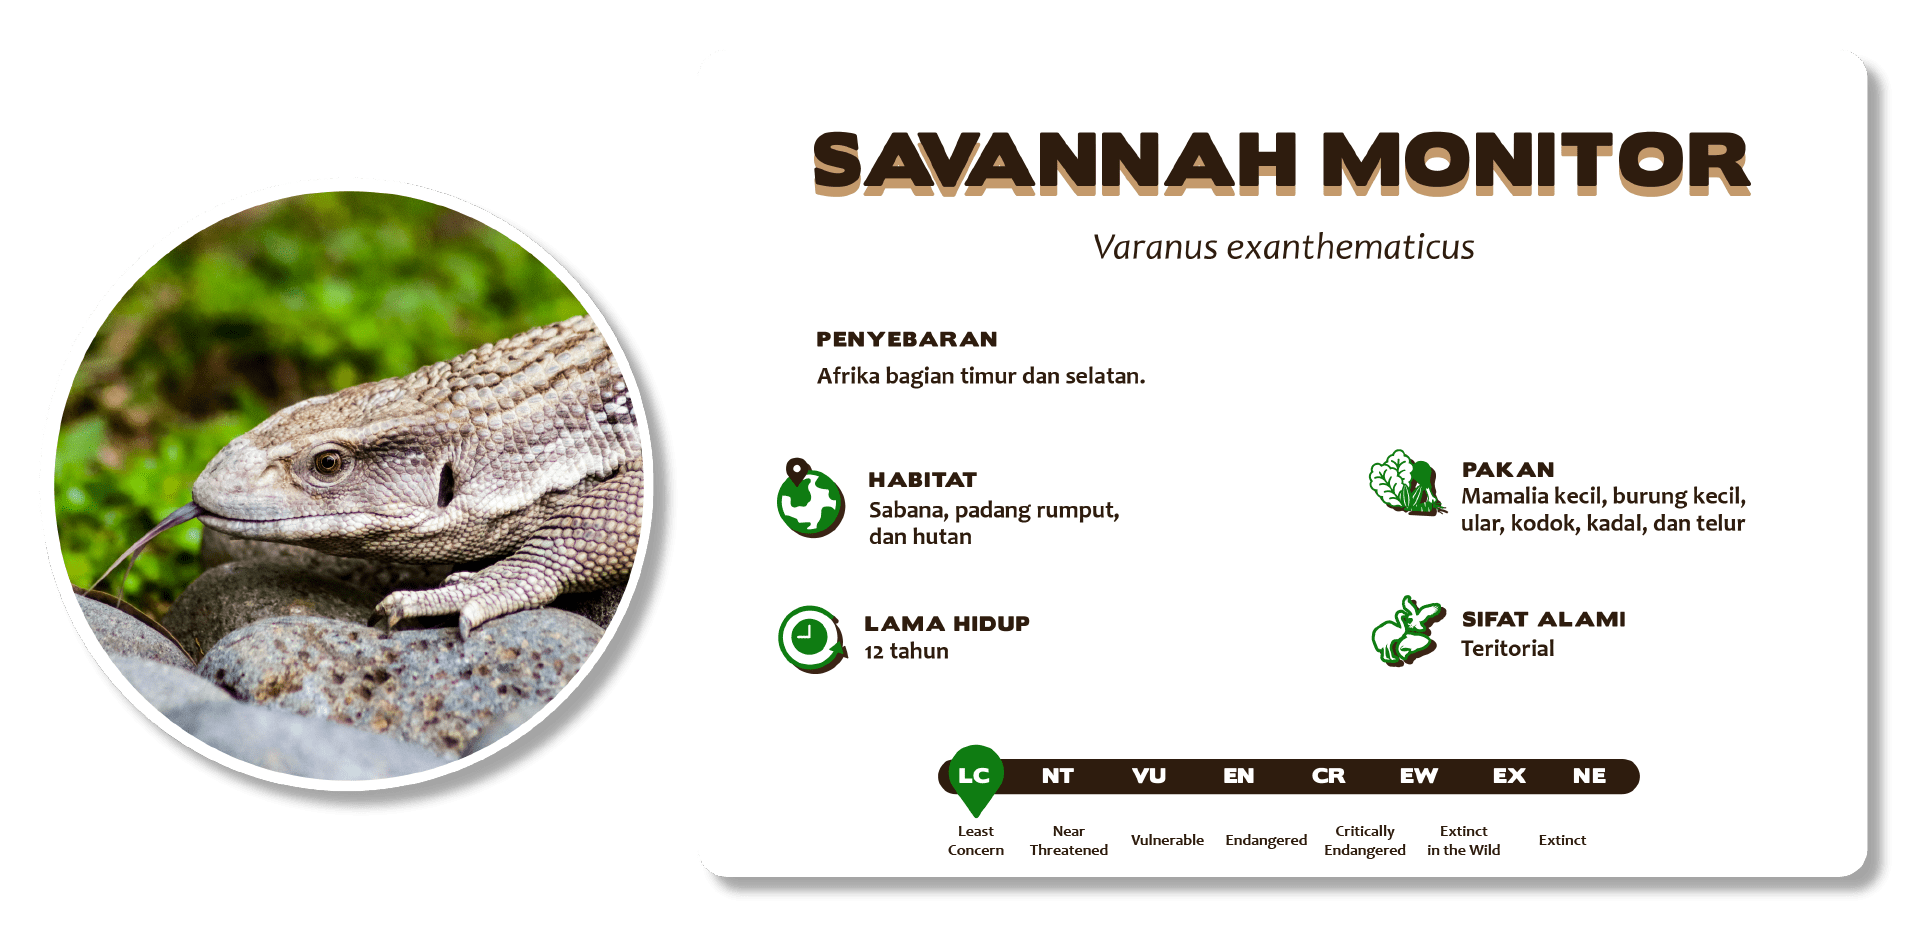 SAVANNAH MONITOR
Varanus exanthematicus
PENYEBARAN
Afrika bagian timur dan selatan.
HABITAT
Sabana, padang rumput,
dan hutan
LAMA HIDUP
12 tahun
PAKAN
Mamalia kecil, burung kecil,
ular, kodok, kadal, dan telur
SIFAT ALAMI
Teritorial
LC NT VU EN CR EW EX NE
Least
Concern
Near
Threatened
Vulnerable
Endangered
Critically
Endangered
Extinct
in the Wild
Extinct